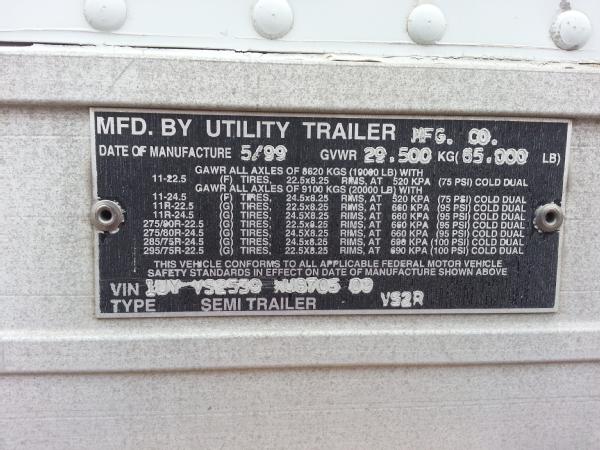 MFD. BY UTILITY TRAILER MFG. CO.
DATE OF MANUFACTURE 5/99 GVWR 29,500 KG( 65,000 LB)
GAWR ALL AXLES OF 8620 KGS (19000 LB) WITH
11-22.5 (F) TIRES, 22.5x8.25 RIMS, AT 520 KPA (75 PSI) COLD DUAL
GAWR ALL AXLES OF 9100 KGS (20000 LB) WITH
11-24.5 (F) TIRES, 24.5x8.25 RIMS, AT 520 KPA (75 PSI) COLD DUAL
11R-22.5 (G) TIRES, 22.5X8.25 RIMS, AT 660 KPA (95 PSI) COLD DUAL
11R-24.5 (G) TIRES, 24.5X8.25 RIMS, AT 660 KPA (95 PSI) COLD DUAL
275/80R-22.5 (G) TIRES, 22.5X8.25 RIMS, AT 660 KPA (95 PSI) COLD DUAL
275/80R-24.5 (G) TIRES, 24.5X8.25 RIMS, AT 660 KPA (95 PSI) COLD DUAL
285/75R-24.5 (G) TIRES, 24.5X8.25 RIMS, AT 690 KPA (100 PSI) COLD DUAL
295/75R-22.5 (G) TIRES, 22.5X8.25 RIMS, AT 690 KPA (100 PSI) COLD DUAL
THIS VEHICLE CONFORMS TO ALL APPLICABLE FEDERAL MOTOR VEHICLE
SAFETY STANDARDS IN EFFECT ON DATE OF MANUFACTURE SHOWN ABOVE
VIN
TYPE SEMI TRAILER VS2R